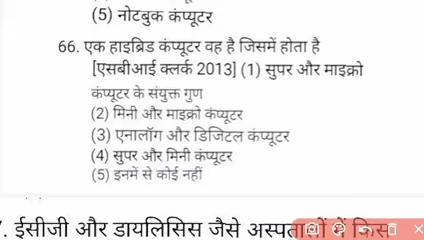 (5) नोटबुक कंप्यूटर
66. एक हाइब्रिड कंप्यूटर वह है जिसमें होता है
[एसबीआई क्लर्क 2013] (1) सुपर और माइक्रो
कंप्यूटर के संयुक्त गुण
(2) मिनी और माइक्रो कंप्यूटर
(3) एनालॉग और डिजिटल कंप्यूटर
(4) सुपर और मिनी कंप्यूटर
(5) इनमें से कोई नहीं
. ईसीजी और डायलिसिस जैसे अस्पतालों में किस